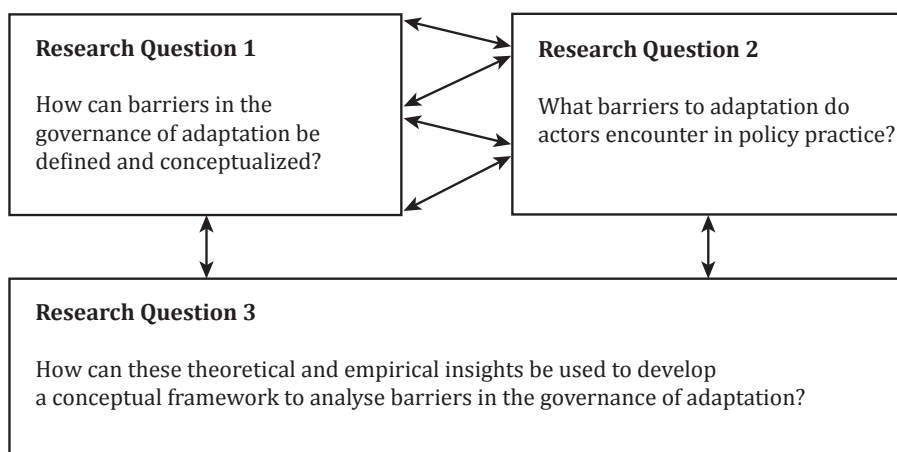 Research Question 1
How can barriers in the
governance of adaptation be
defined and conceptualized?
Research Question 2
What barriers to adaptation do
actors encounter in policy practice?
Research Question 3
How can these theoretical and empirical insights be used to develop
a conceptual framework to analyse barriers in the governance of adaptation?